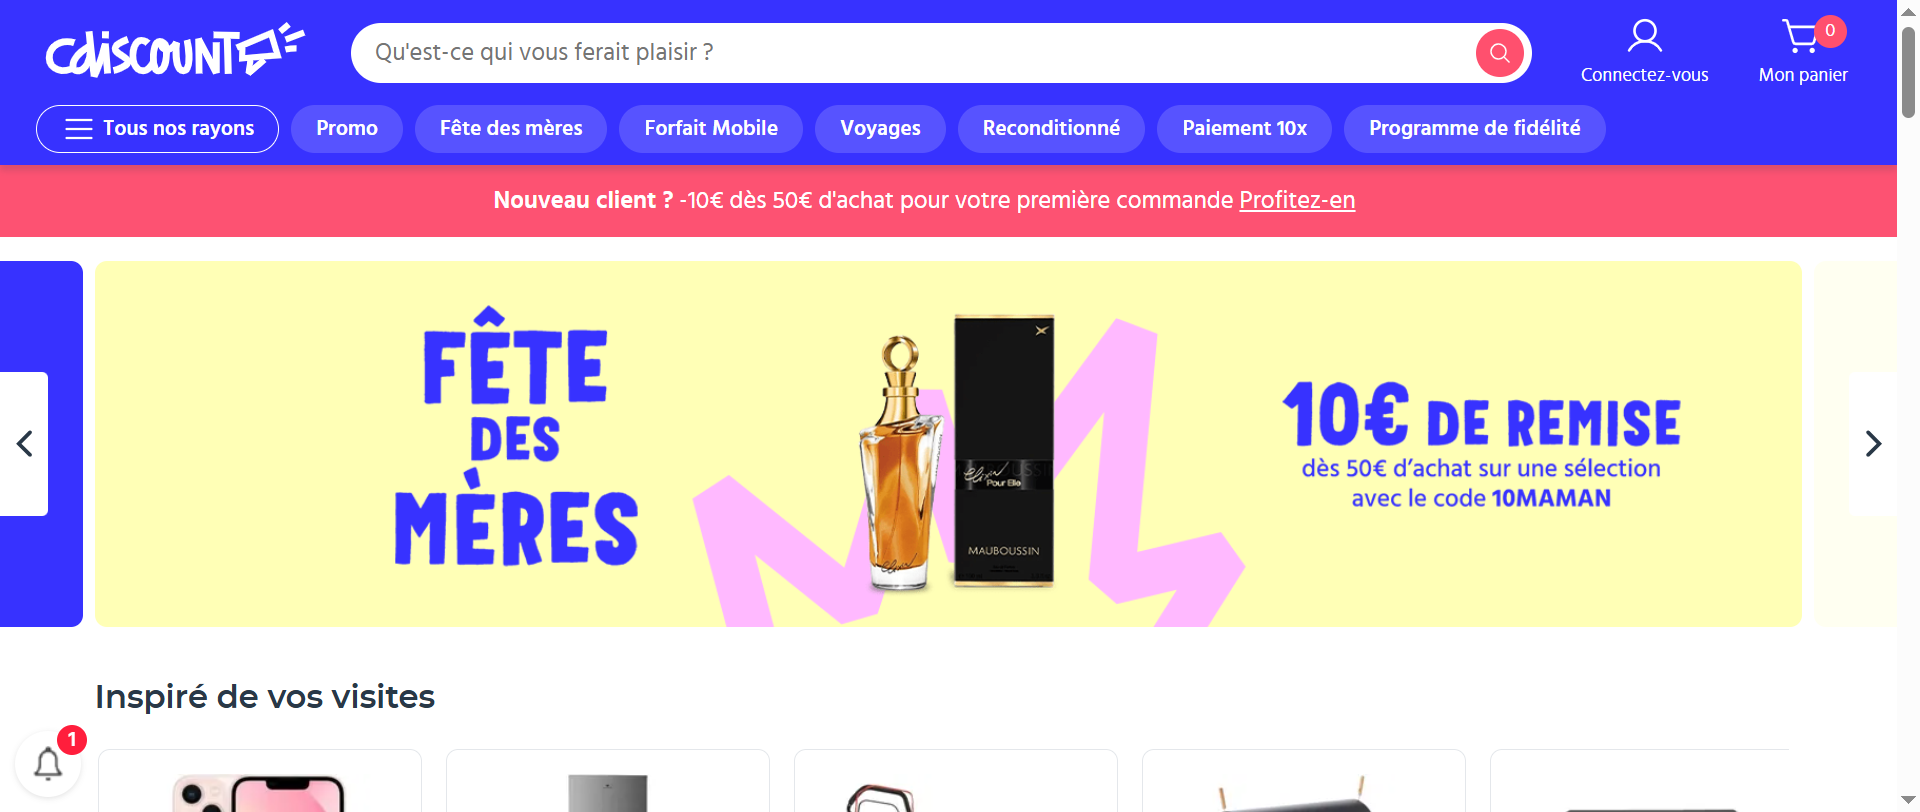 cdiscount
Qu'est-ce qui vous ferait plaisir ?
Connectez-vous
0
Mon panier
Tous nos rayons
Promo
Fête des mères
Forfait Mobile
Voyages
Reconditionné
Paiement 10x
Programme de fidélité
Nouveau client ? -10€ dès 50€ d'achat pour votre première commande Profitez-en
FÊTE
DES
MÈRES
Elixir
Pour Elle
MAUBOUSSIN
10€ DE REMISE
dès 50€ d’achat sur une sélection
avec le code 10MAMAN
Inspiré de vos visites
1